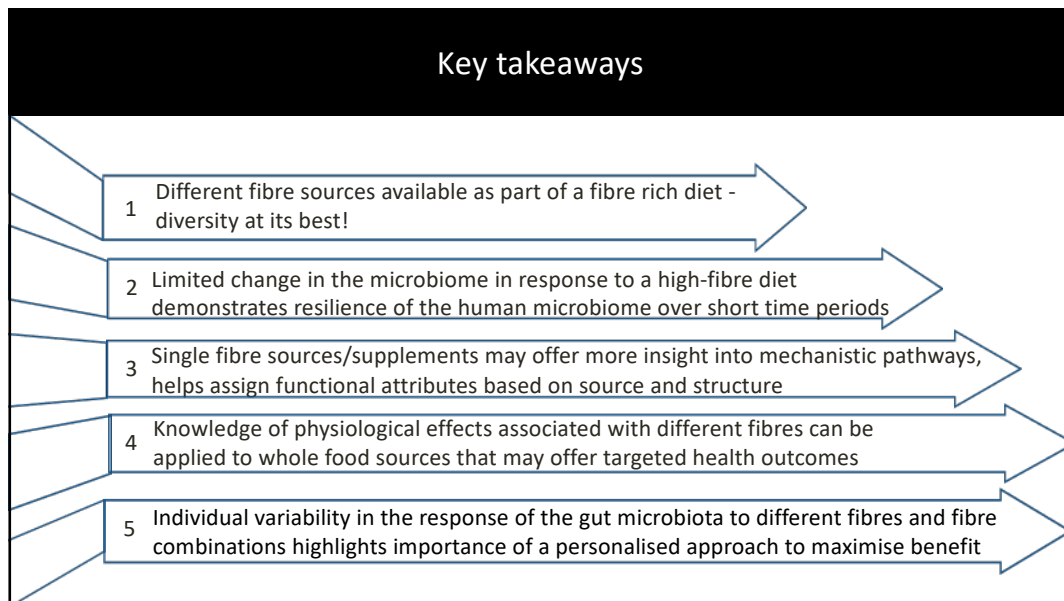 Key takeaways
1 Different fibre sources available as part of a fibre rich diet -
diversity at its best!
2 Limited change in the microbiome in response to a high-fibre diet
demonstrates resilience of the human microbiome over short time periods
3 Single fibre sources/supplements may offer more insight into mechanistic pathways,
helps assign functional attributes based on source and structure
4 Knowledge of physiological effects associated with different fibres can be
applied to whole food sources that may offer targeted health outcomes
5 Individual variability in the response of the gut microbiota to different fibres and fibre
combinations highlights importance of a personalised approach to maximise benefit